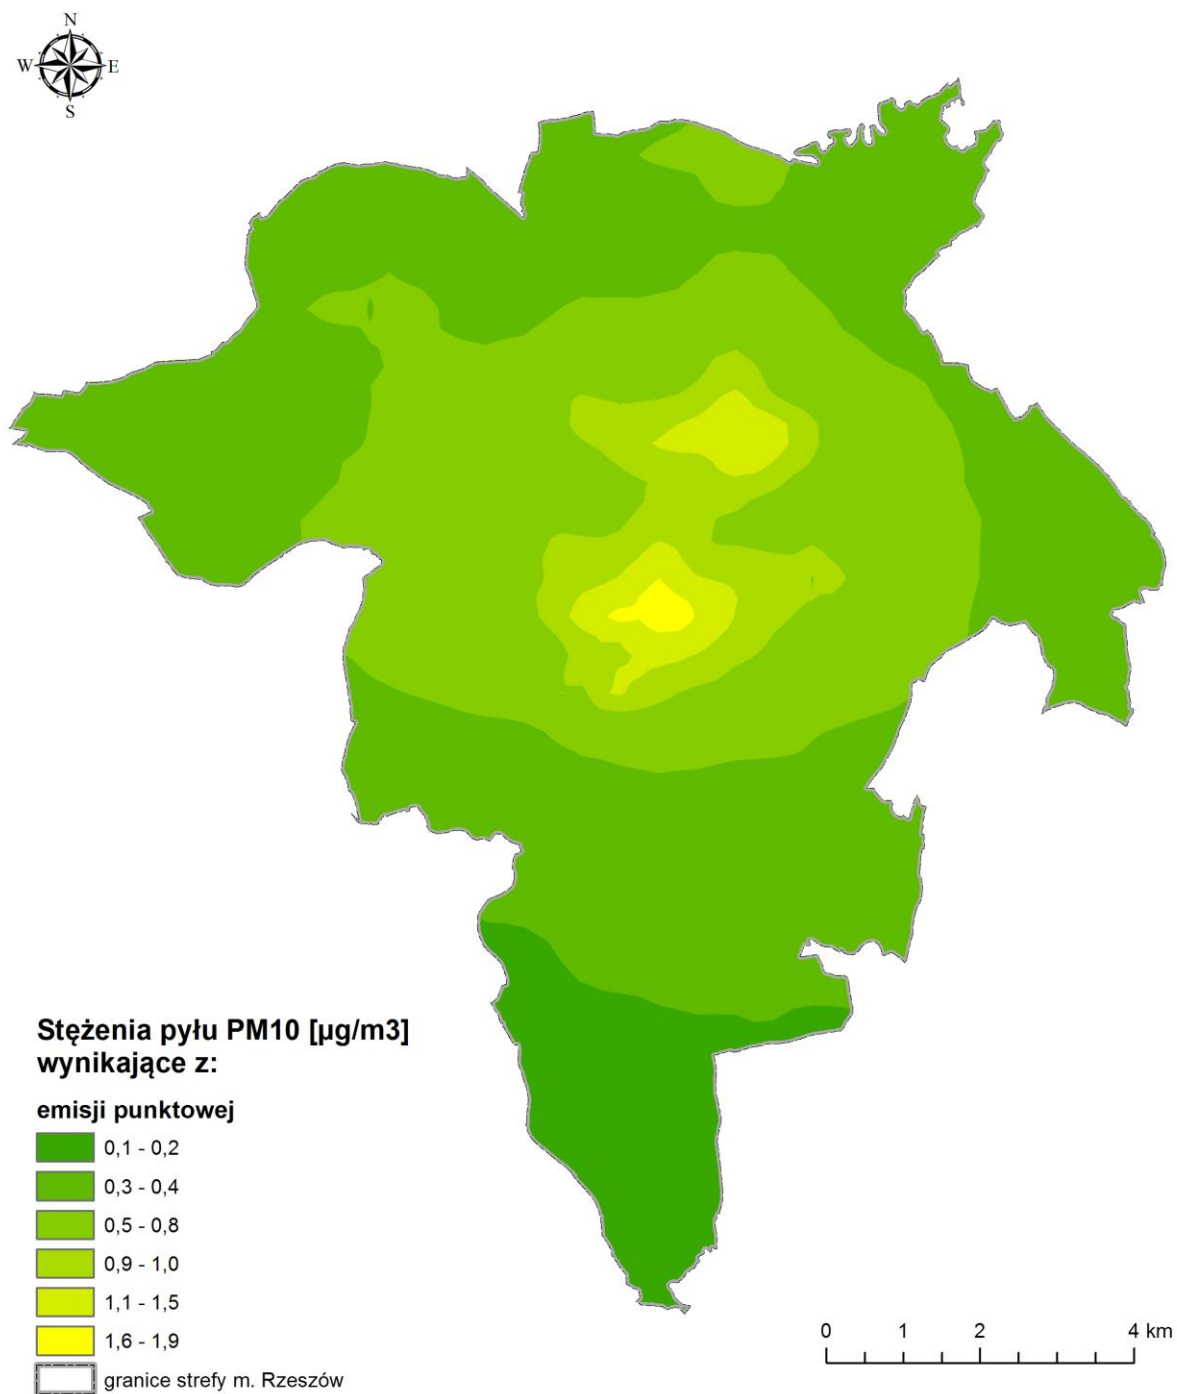 N
W E
S
Stężenia pyłu PM10 [µg/m3]
wynikające z:
emisji punktowej
0,1 - 0,2
0,3 - 0,4
0,5 - 0,8
0,9 - 1,0
1,1 - 1,5
1,6 - 1,9
granice strefy m. Rzeszów
0 1 2 4 km